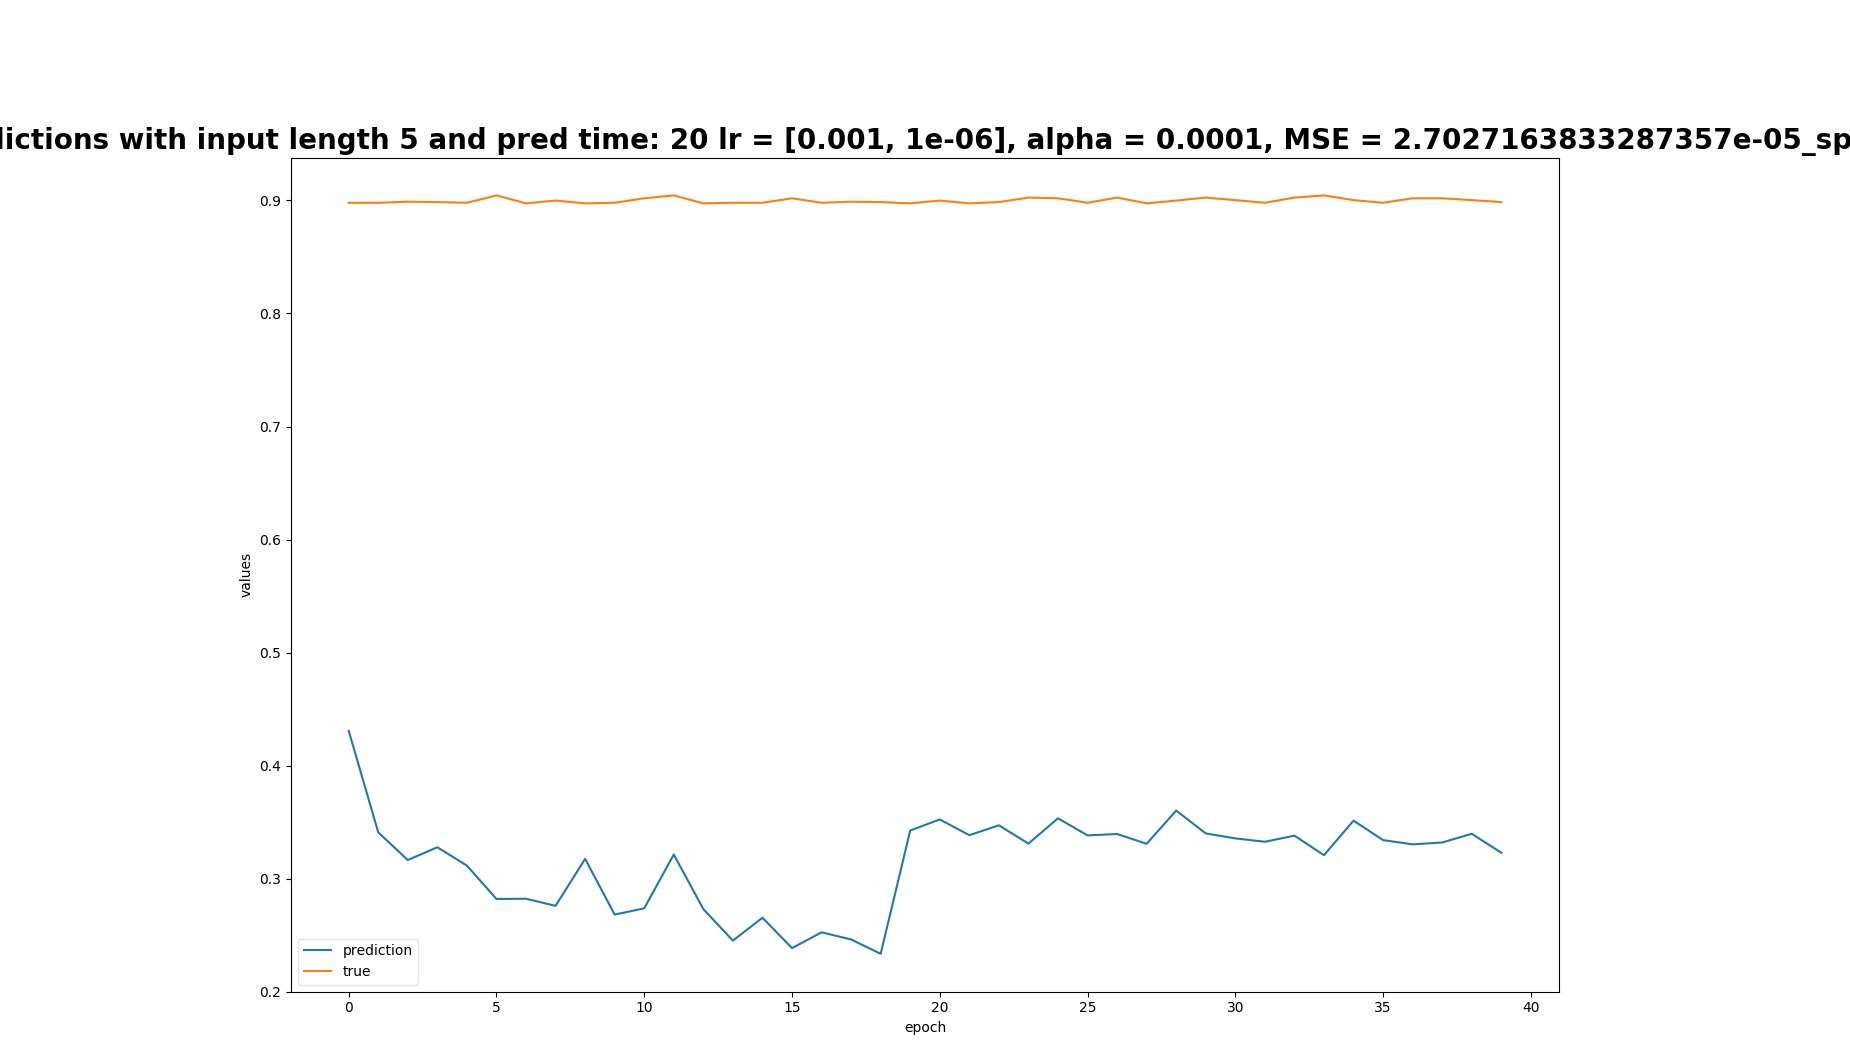 lictions with input length 5 and pred time: 20 lr = [0.001, 1e-06], alpha = 0.0001, MSE = 2.7027163833287357e-05_sp
0.9
0.8
0.7
0.6
0.5
0.4
0.3
0.2
values
prediction
true
0 5 10 15 20 25 30 35 40
epoch